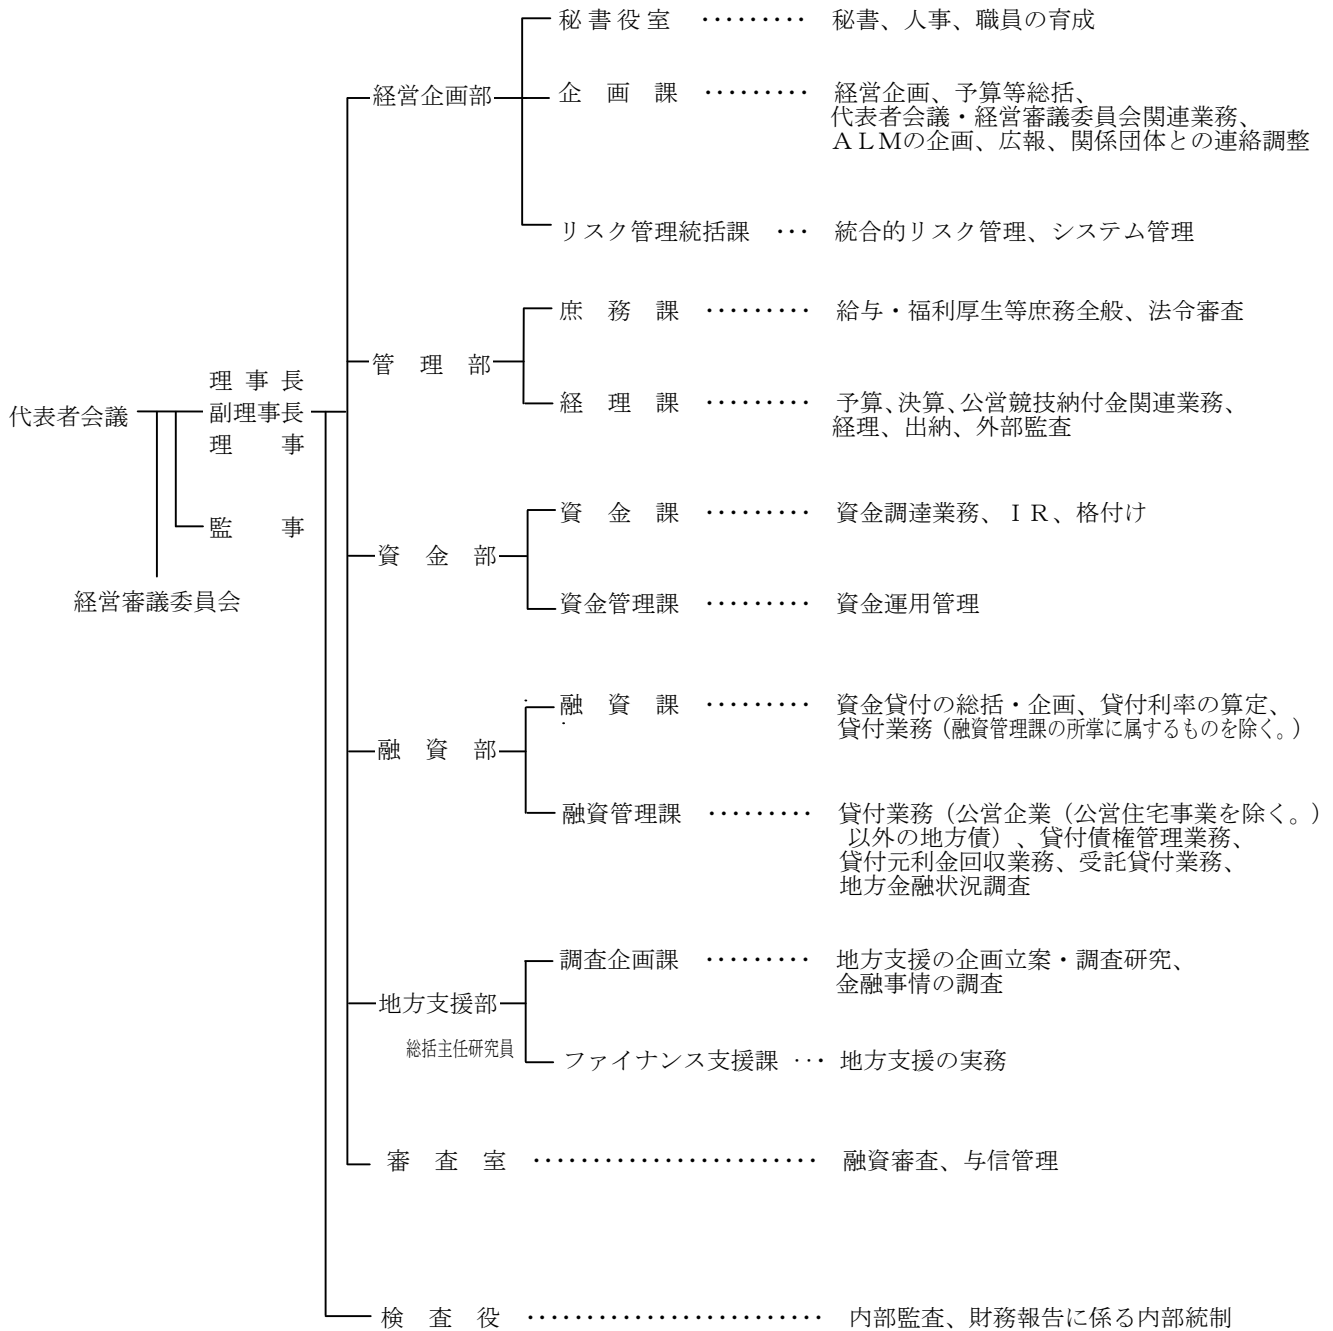 秘書役室 ········· 秘書、人事、職員の育成
経営企画部
企画課 ········· 経営企画、予算等総括、
代表者会議・経営審議委員会関連業務、
ＡＬＭの企画、広報、関係団体との連絡調整
リスク管理統括課 ··· 統合的リスク管理、システム管理
庶務課 ········· 給与・福利厚生等庶務全般、法令審査
管理部
経理課 ········· 予算、決算、公営競技納付金関連業務、
経理、出納、外部監査
代表者会議
理事長
副理事長
理事
監事
経営審議委員会
資金課 ········· 資金調達業務、ＩＲ、格付け
資金部
資金管理課 ········· 資金運用管理
融資課 ········· 資金貸付の総括・企画、貸付利率の算定、
貸付業務（融資管理課の所掌に属するものを除く。）
融資部
融資管理課 ········· 貸付業務（公営企業（公営住宅事業を除く。）
以外の地方債）、貸付債権管理業務、
貸付元利金回収業務、受託貸付業務、
地方金融状況調査
調査企画課 ········· 地方支援の企画立案・調査研究、
金融事情の調査
地方支援部
総括主任研究員
ファイナンス支援課 ··· 地方支援の実務
審査室 ························ 融資審査、与信管理
検査役 ························· 内部監査、財務報告に係る内部統制